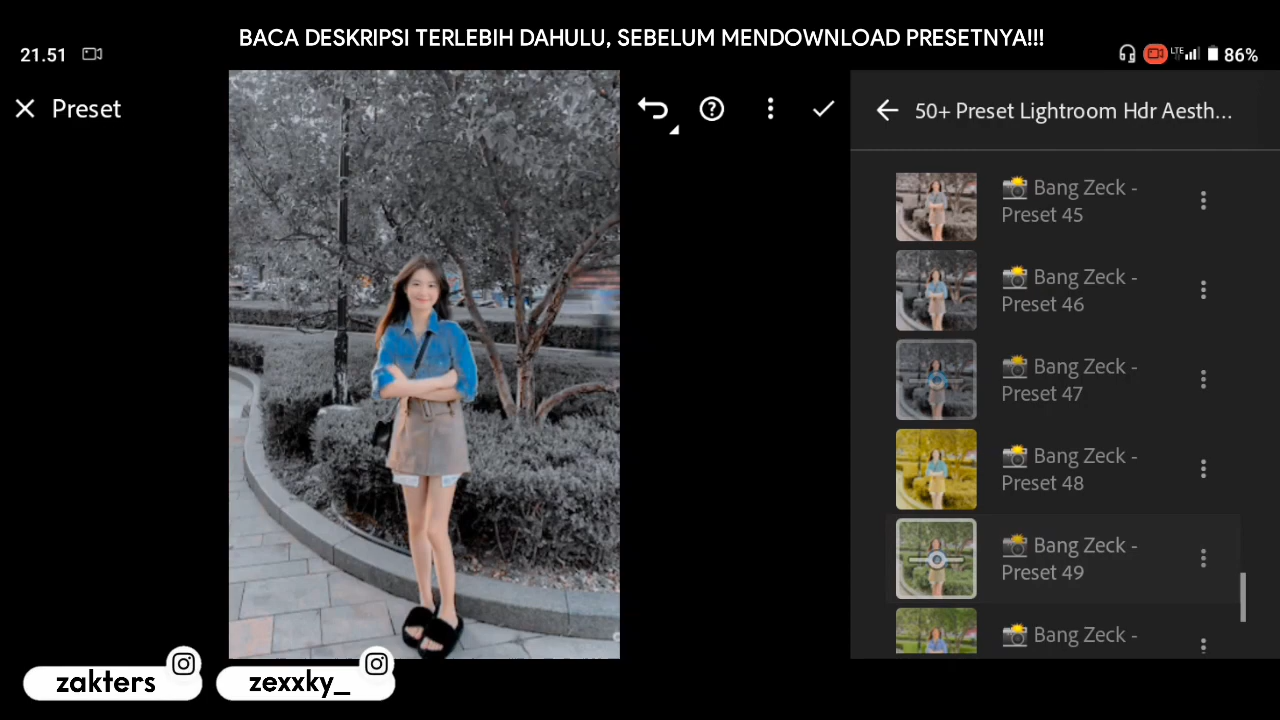 BACA DESKRIPSI TERLEBIH DAHULU, SEBELUM MENDOWNLOAD PRESETNYA!!!
21.51
LTE
86%
Preset
50+ Preset Lightroom Hdr Aesth...
📸 Bang Zeck -
Preset 45
📸 Bang Zeck -
Preset 46
📸 Bang Zeck -
Preset 47
📸 Bang Zeck -
Preset 48
📸 Bang Zeck -
Preset 49
📸 Bang Zeck -
zakters
zexxky_